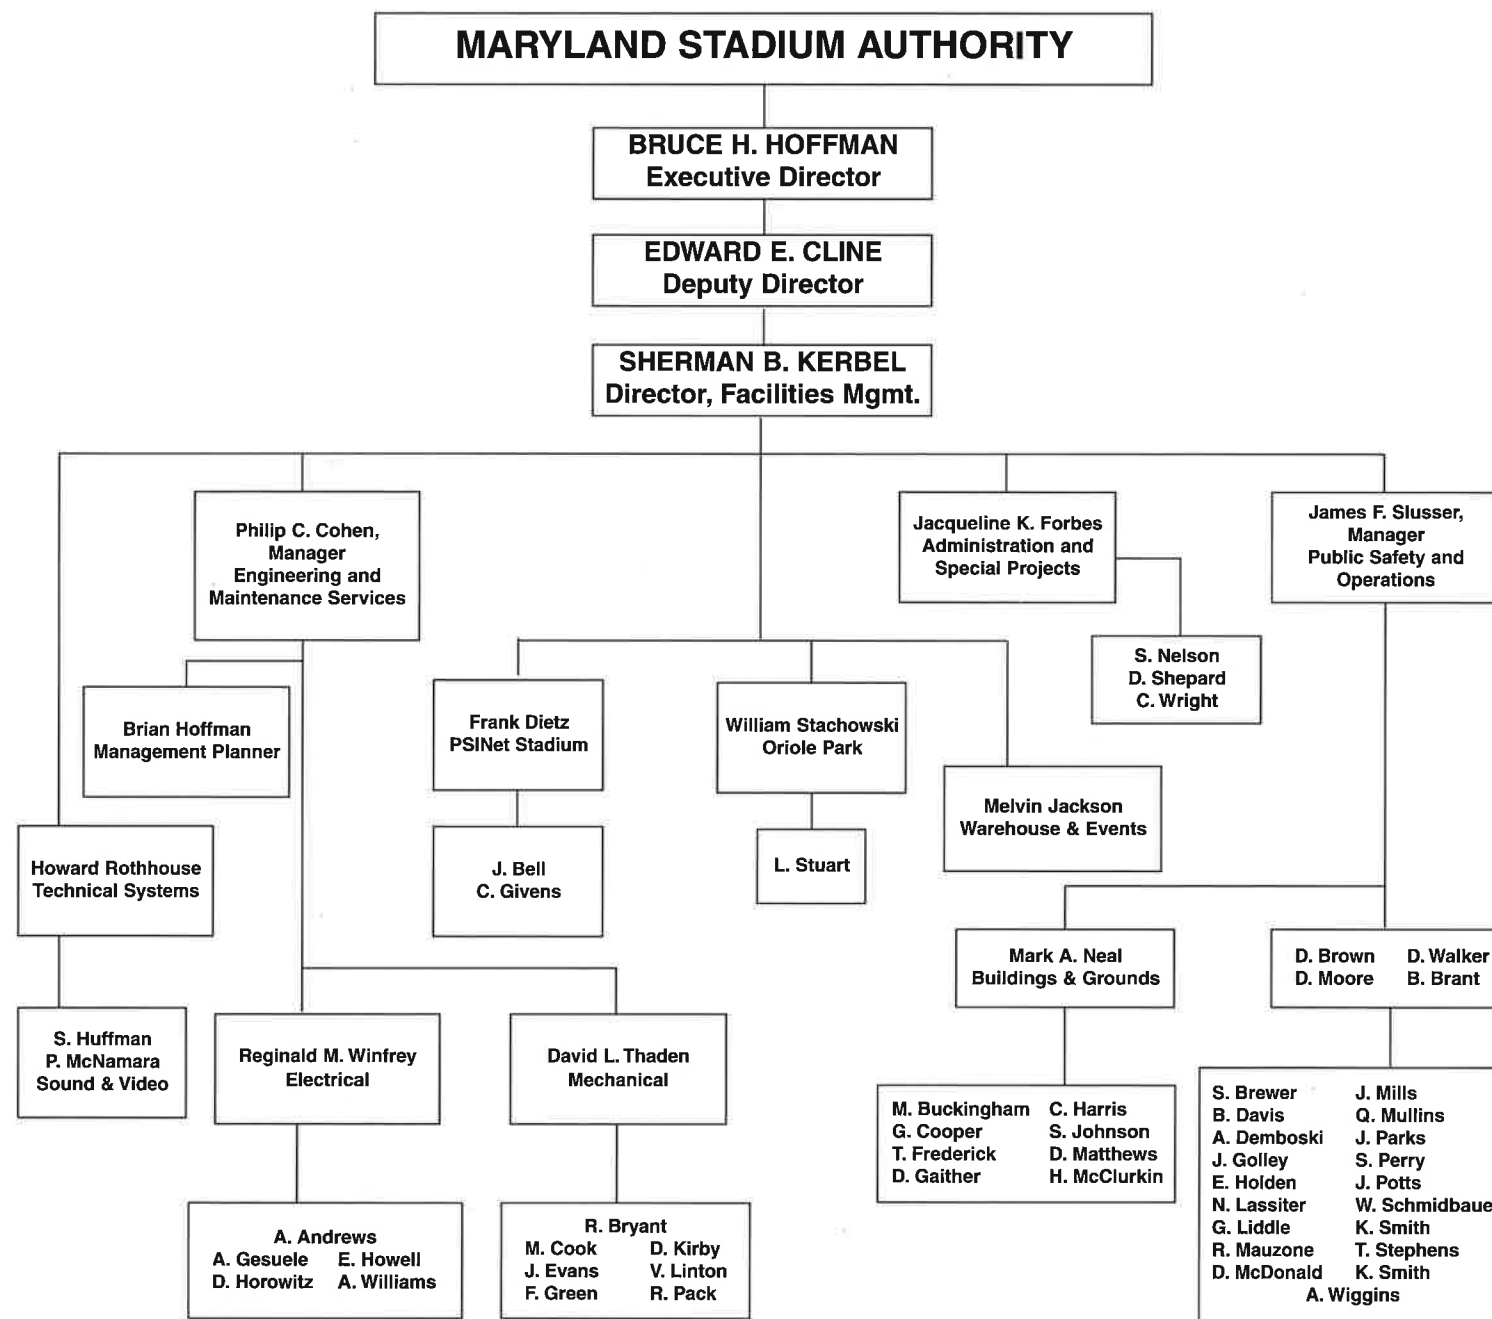 MARYLAND STADIUM AUTHORITY
BRUCE H. HOFFMAN
Executive Director
EDWARD E. CLINE
Deputy Director
SHERMAN B. KERBEL
Director, Facilities Mgmt.
Philip C. Cohen,
Manager
Engineering and
Maintenance Services
Jacqueline K. Forbes
Administration and
Special Projects
James F. Slusser,
Manager
Public Safety and
Operations
S. Nelson
D. Shepard
C. Wright
Brian Hoffman
Management Planner
Frank Dietz
PSINet Stadium
William Stachowski
Oriole Park
Melvin Jackson
Warehouse & Events
Howard Rothhouse
Technical Systems
J. Bell
C. Givens
L. Stuart
Mark A. Neal
Buildings & Grounds
D. Brown D. Walker
D. Moore B. Brant
S. Huffman
P. McNamara
Sound & Video
Reginald M. Winfrey
Electrical
David L. Thaden
Mechanical
M. Buckingham C. Harris
G. Cooper S. Johnson
T. Frederick D. Matthews
D. Gaither H. McClurkin
S. Brewer J. Mills
B. Davis Q. Mullins
A. Demboski J. Parks
J. Golley S. Perry
E. Holden J. Potts
N. Lassiter W. Schmidbaue
G. Liddle K. Smith
R. Mauzone T. Stephens
D. McDonald K. Smith
A. Wiggins
A. Andrews
A. Gesuele E. Howell
D. Horowitz A. Williams
R. Bryant
M. Cook D. Kirby
J. Evans V. Linton
F. Green R. Pack